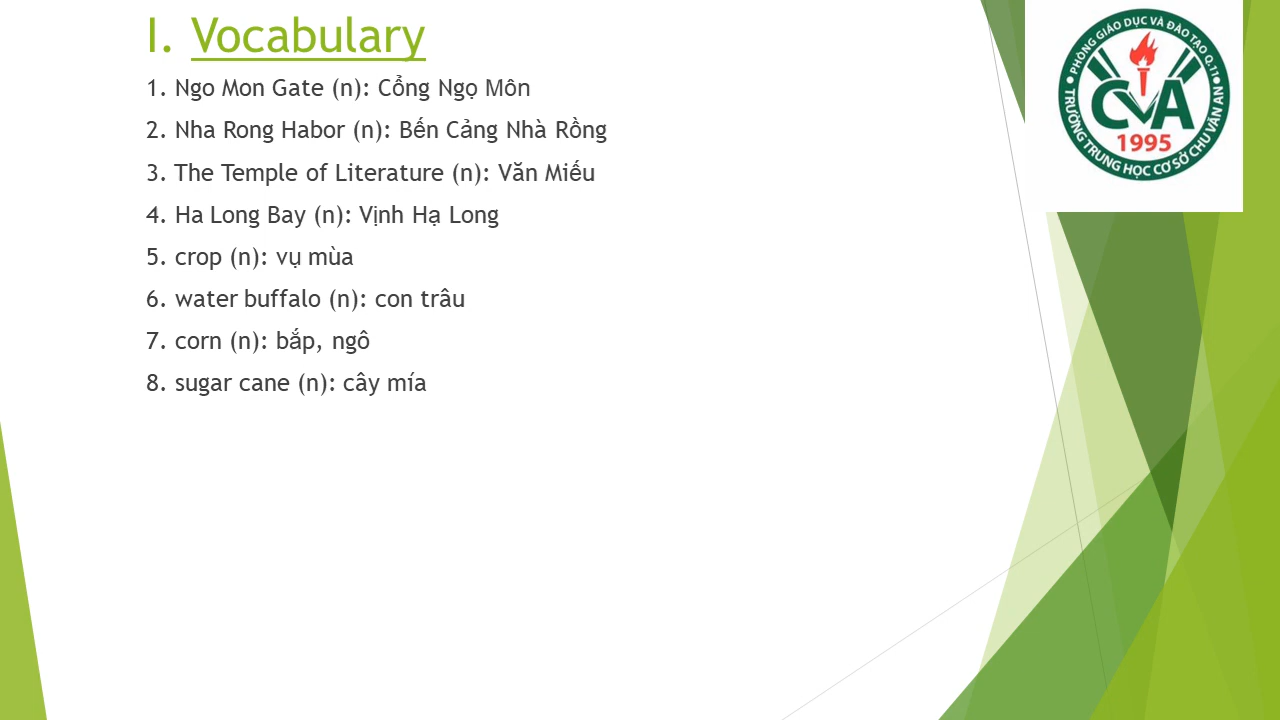 I. Vocabulary
1. Ngo Mon Gate (n): Cổng Ngọ Môn
2. Nha Rong Habor (n): Bến Cảng Nhà Rồng
3. The Temple of Literature (n): Văn Miếu
4. Ha Long Bay (n): Vịnh Hạ Long
5. crop (n): vụ mùa
6. water buffalo (n): con trâu
7. corn (n): bắp, ngô
8. sugar cane (n): cây mía
PHÒNG GIÁO DỤC VÀ ĐÀO TẠO Q.11
CVA
1995
TRƯỜNG TRUNG HỌC CƠ SỞ CHU VĂN AN